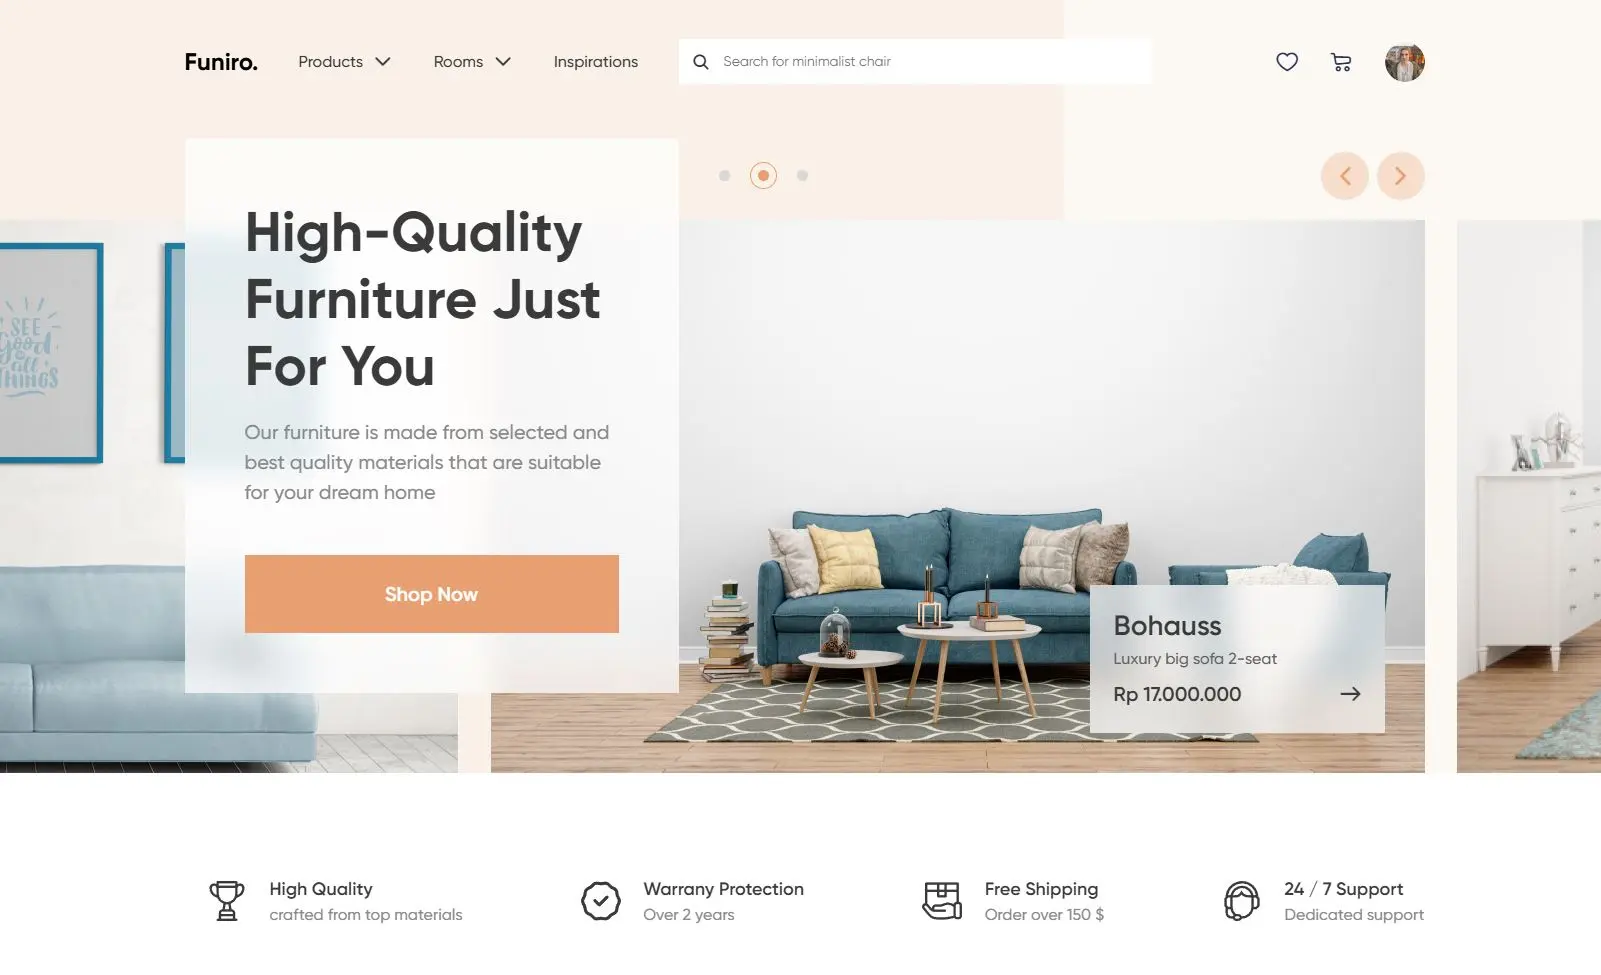 Funiro.
Products
Rooms
Inspirations
Search for minimalist chair
High-Quality
Furniture Just
For You
Our furniture is made from selected and
best quality materials that are suitable
for your dream home
Shop Now
SEE
Good
in
all
THINGS
Bohauss
Luxury big sofa 2-seat
Rp 17.000.000
High Quality
crafted from top materials
Warrany Protection
Over 2 years
Free Shipping
Order over 150 $
24 / 7 Support
Dedicated support